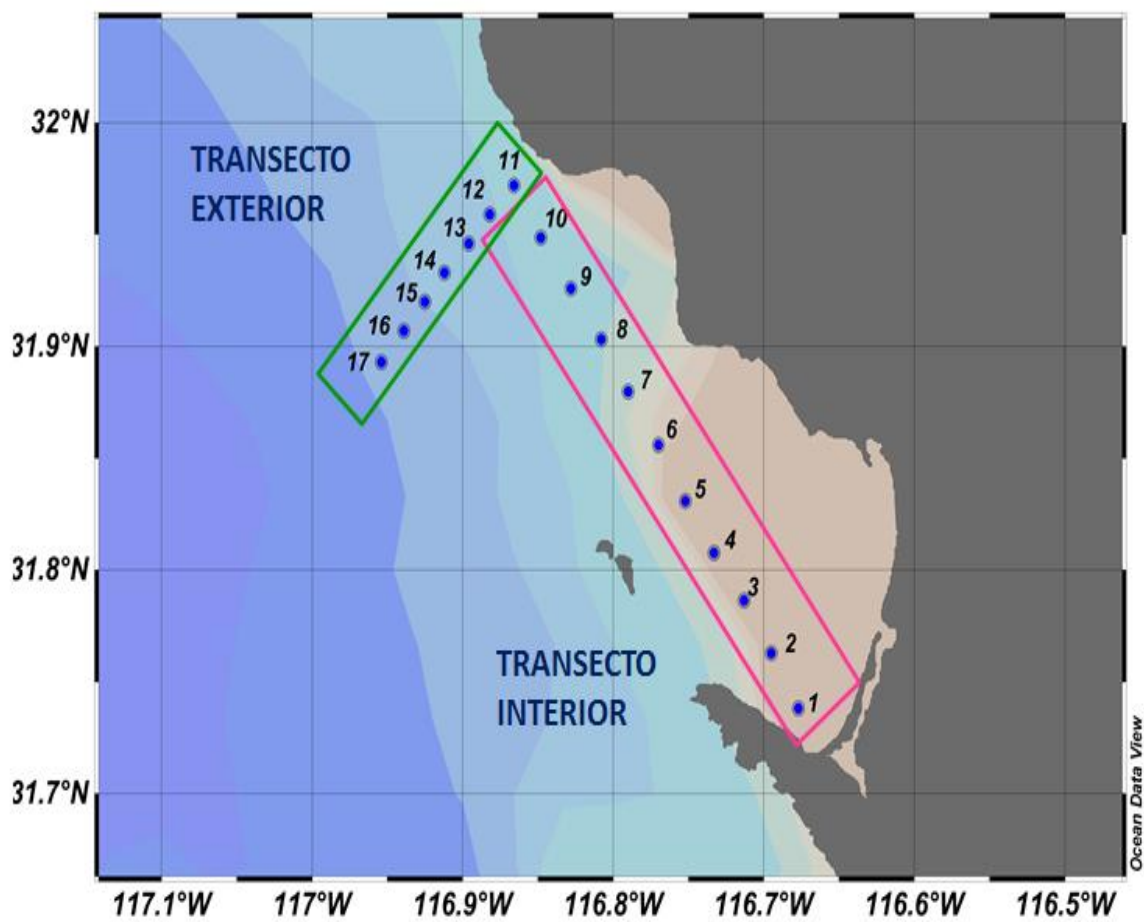 32°N
31.9°N
31.8°N
31.7°N
TRANSECTO
EXTERIOR
11
12
13
14
15
16
17
10
9
8
7
6
5
4
3
2
1
TRANSECTO
INTERIOR
117.1°W
117°W
116.9°W
116.8°W
116.7°W
116.6°W
116.5°W
Ocean Data View